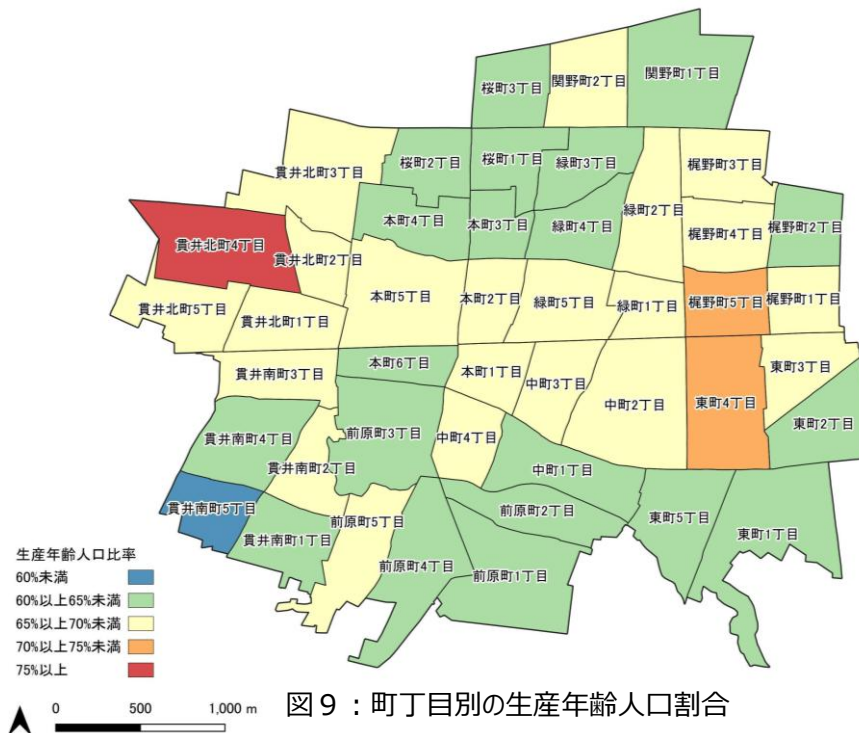 桜町3丁目
関野町2丁目
関野町1丁目
貫井北町3丁目
桜町2丁目
桜町1丁目
緑町3丁目
梶野町3丁目
本町4丁目
本町3丁目
緑町4丁目
緑町2丁目
梶野町4丁目
梶野町2丁目
貫井北町4丁目
貫井北町2丁目
貫井北町5丁目
貫井北町1丁目
本町5丁目
本町2丁目
緑町5丁目
緑町1丁目
梶野町5丁目
梶野町1丁目
貫井南町3丁目
本町6丁目
本町1丁目
中町3丁目
中町2丁目
東町4丁目
東町3丁目
東町2丁目
貫井南町4丁目
貫井南町2丁目
前原町3丁目
中町4丁目
中町1丁目
貫井南町5丁目
貫井南町1丁目
前原町5丁目
前原町2丁目
東町5丁目
東町1丁目
前原町4丁目
前原町1丁目
生産年齢人口比率
60%未満
60%以上65%未満
65%以上70%未満
70%以上75%未満
75%以上
0 500 1,000 m
図9：町丁目別の生産年齢人口割合